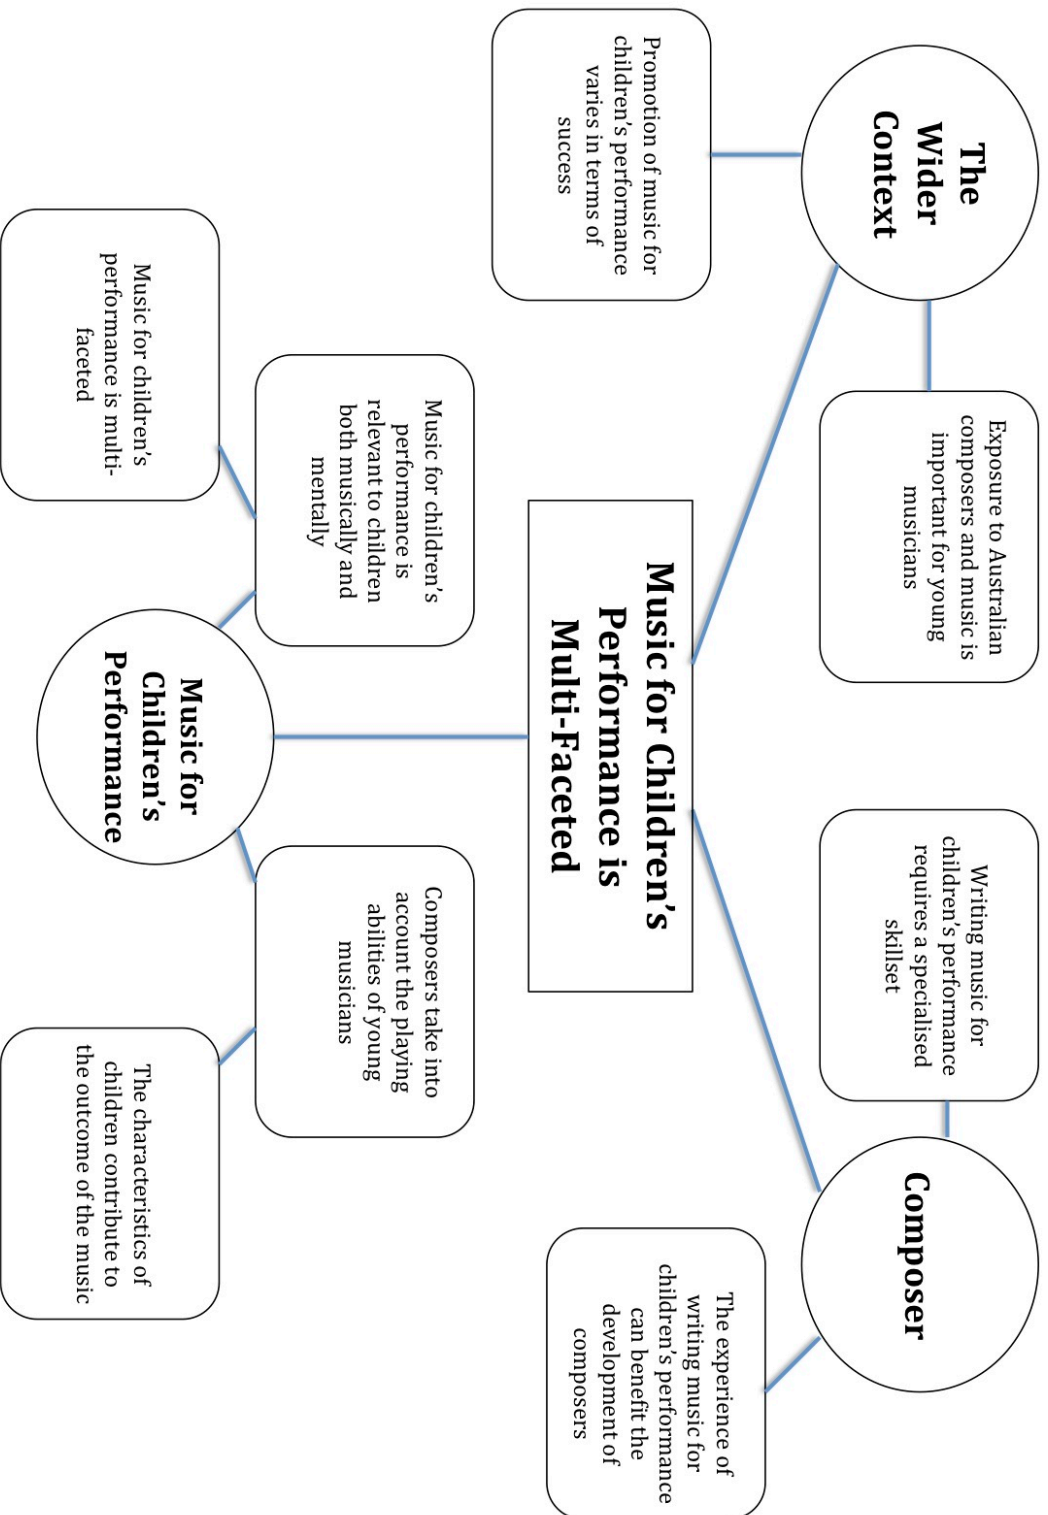 The
Wider
Context
Exposure to Australian
composers and music is
important for young
musicians
Writing music for
children's performance
requires a specialised
skillset
Composer
Promotion of music for
children's performance
varies in terms of
success
Music for Children's
Performance is
Multi-Faceted
The experience of
writing music for
children's performance
can benefit the
development of
composers
Music for children's
performance is
relevant to children
both musically and
mentally
Composers take into
account the playing
abilities of young
musicians
Music for
Children's
Performance
Music for children's
performance is multi-
faceted
The characteristics of
children contribute to
the outcome of the music